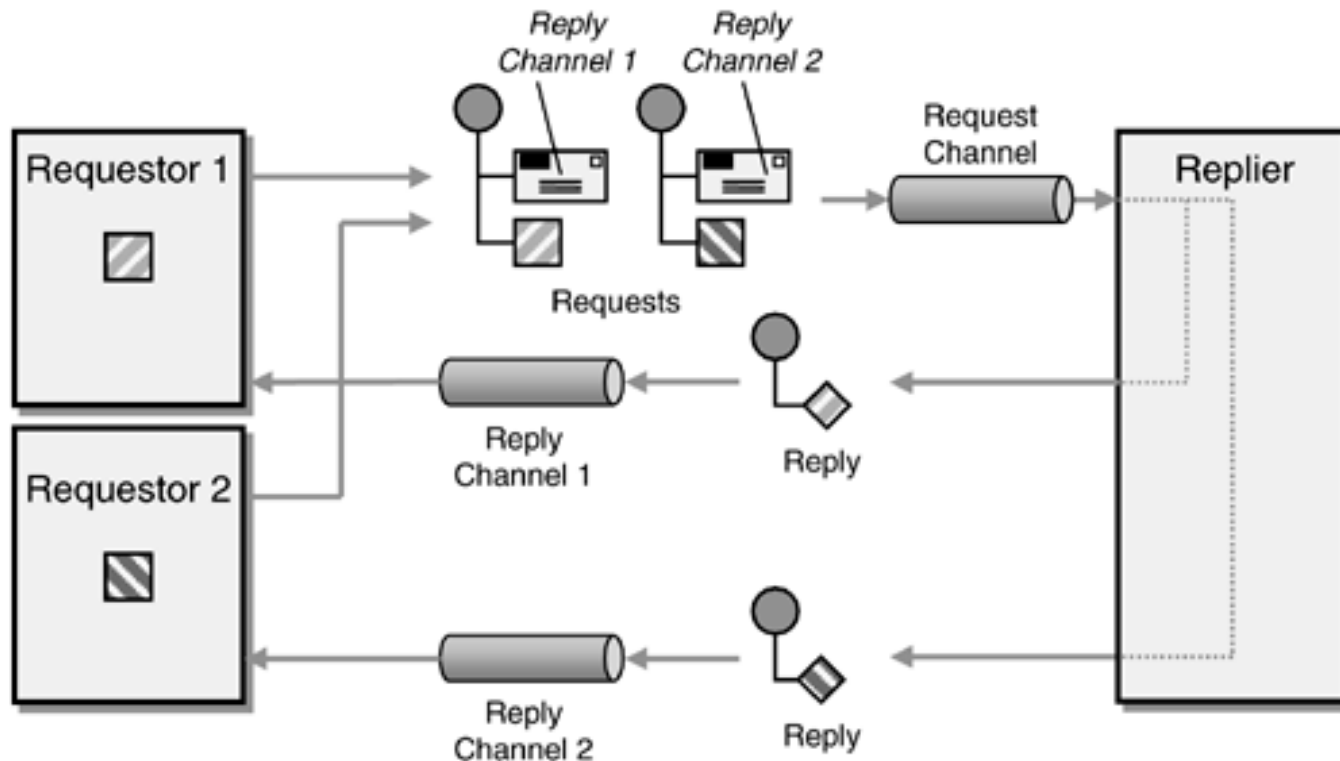 Reply
Channel 1
Reply
Channel 2
Request
Channel
Requestor 1
Replier
Requests
Reply
Channel 1
Reply
Requestor 2
Reply
Channel 2
Reply